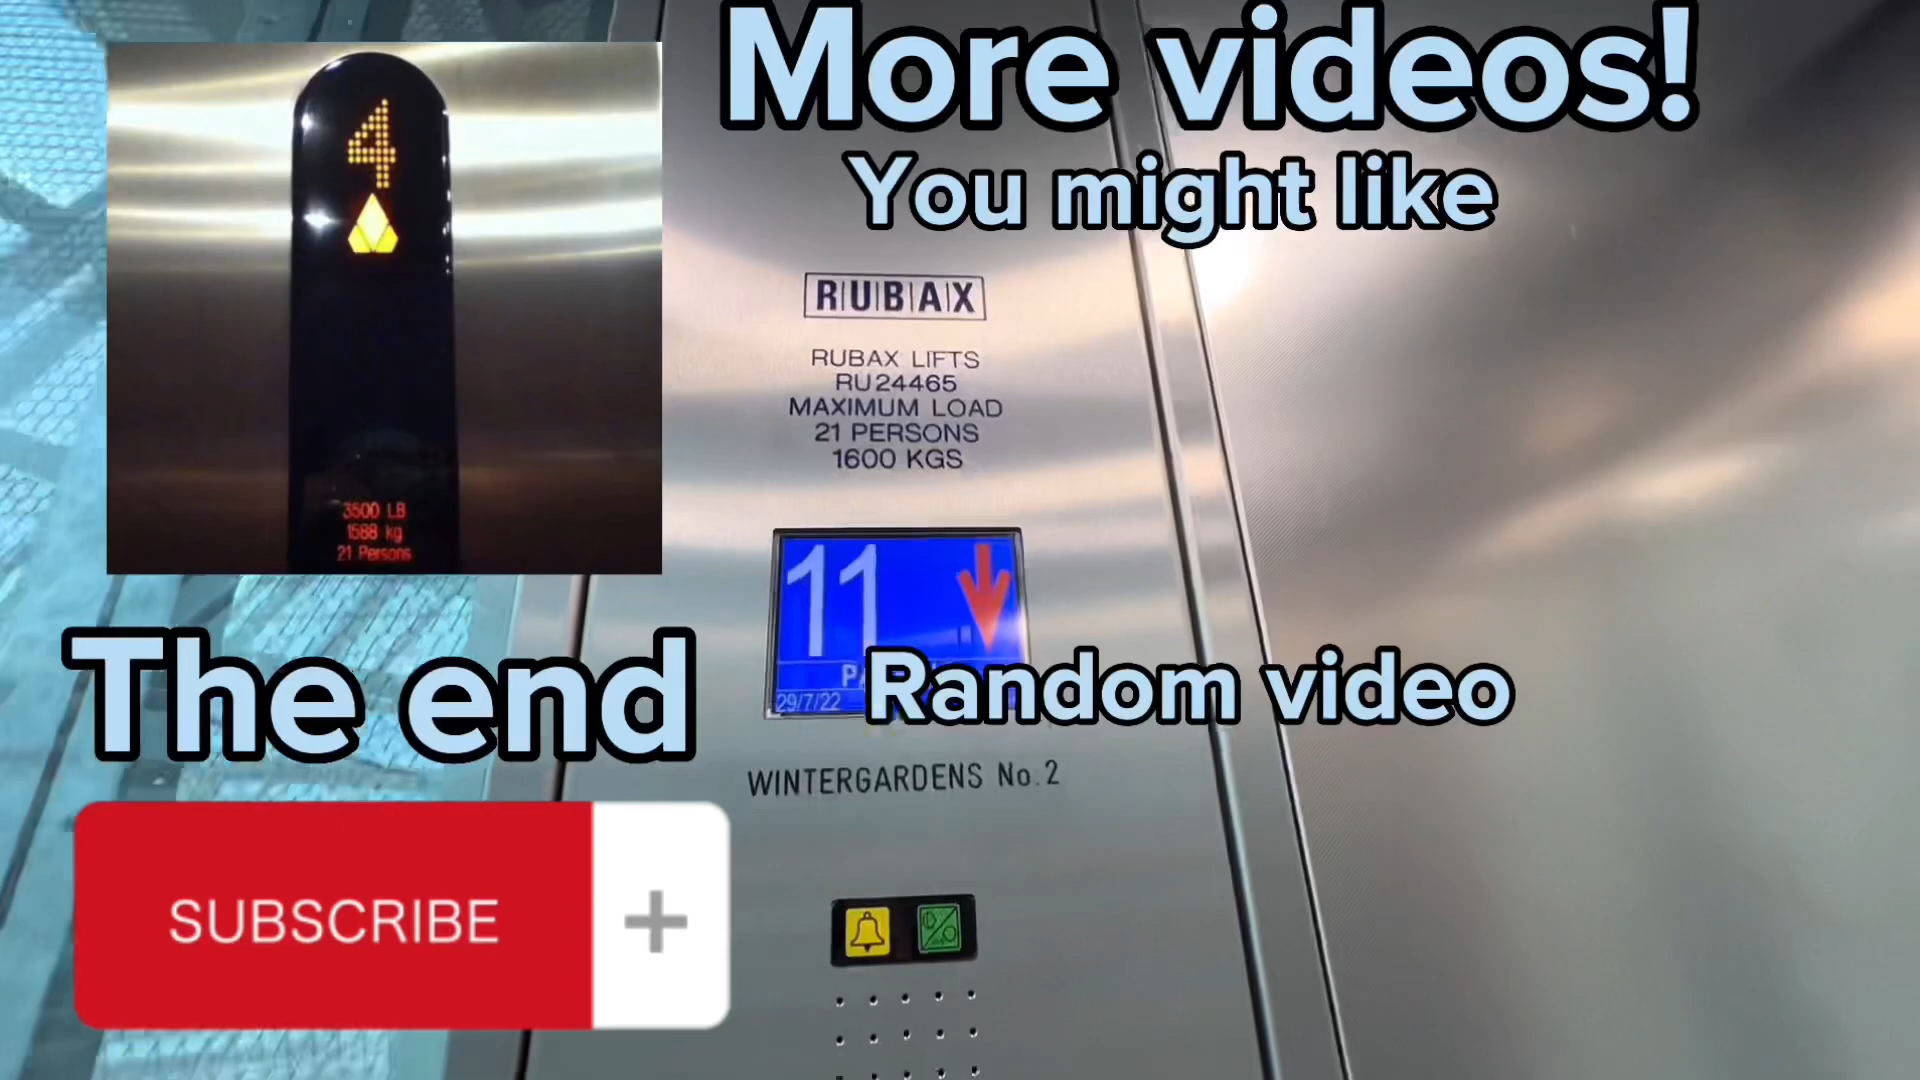 More videos!
You might like
4
3500 LB
1588 kg
21 Persons
RUBAX
RUBAX LIFTS
RU24465
MAXIMUM LOAD
21 PERSONS
1600 KGS
11
29/7/22
The end
Random video
WINTERGARDENS No.2
SUBSCRIBE
+